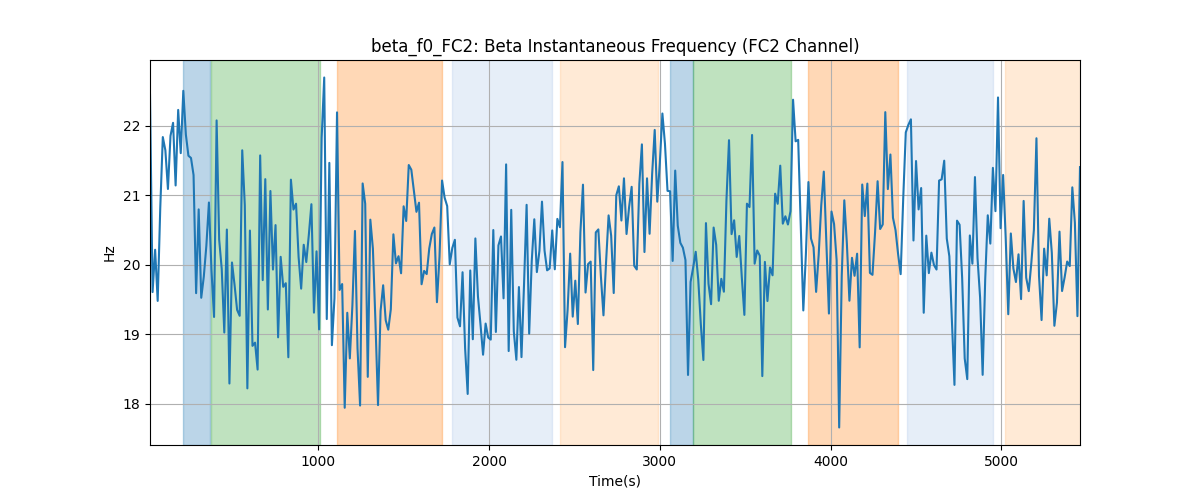 beta_f0_FC2: Beta Instantaneous Frequency (FC2 Channel)
Hz
22
21
20
19
18
1000 2000 3000 4000 5000
Time(s)